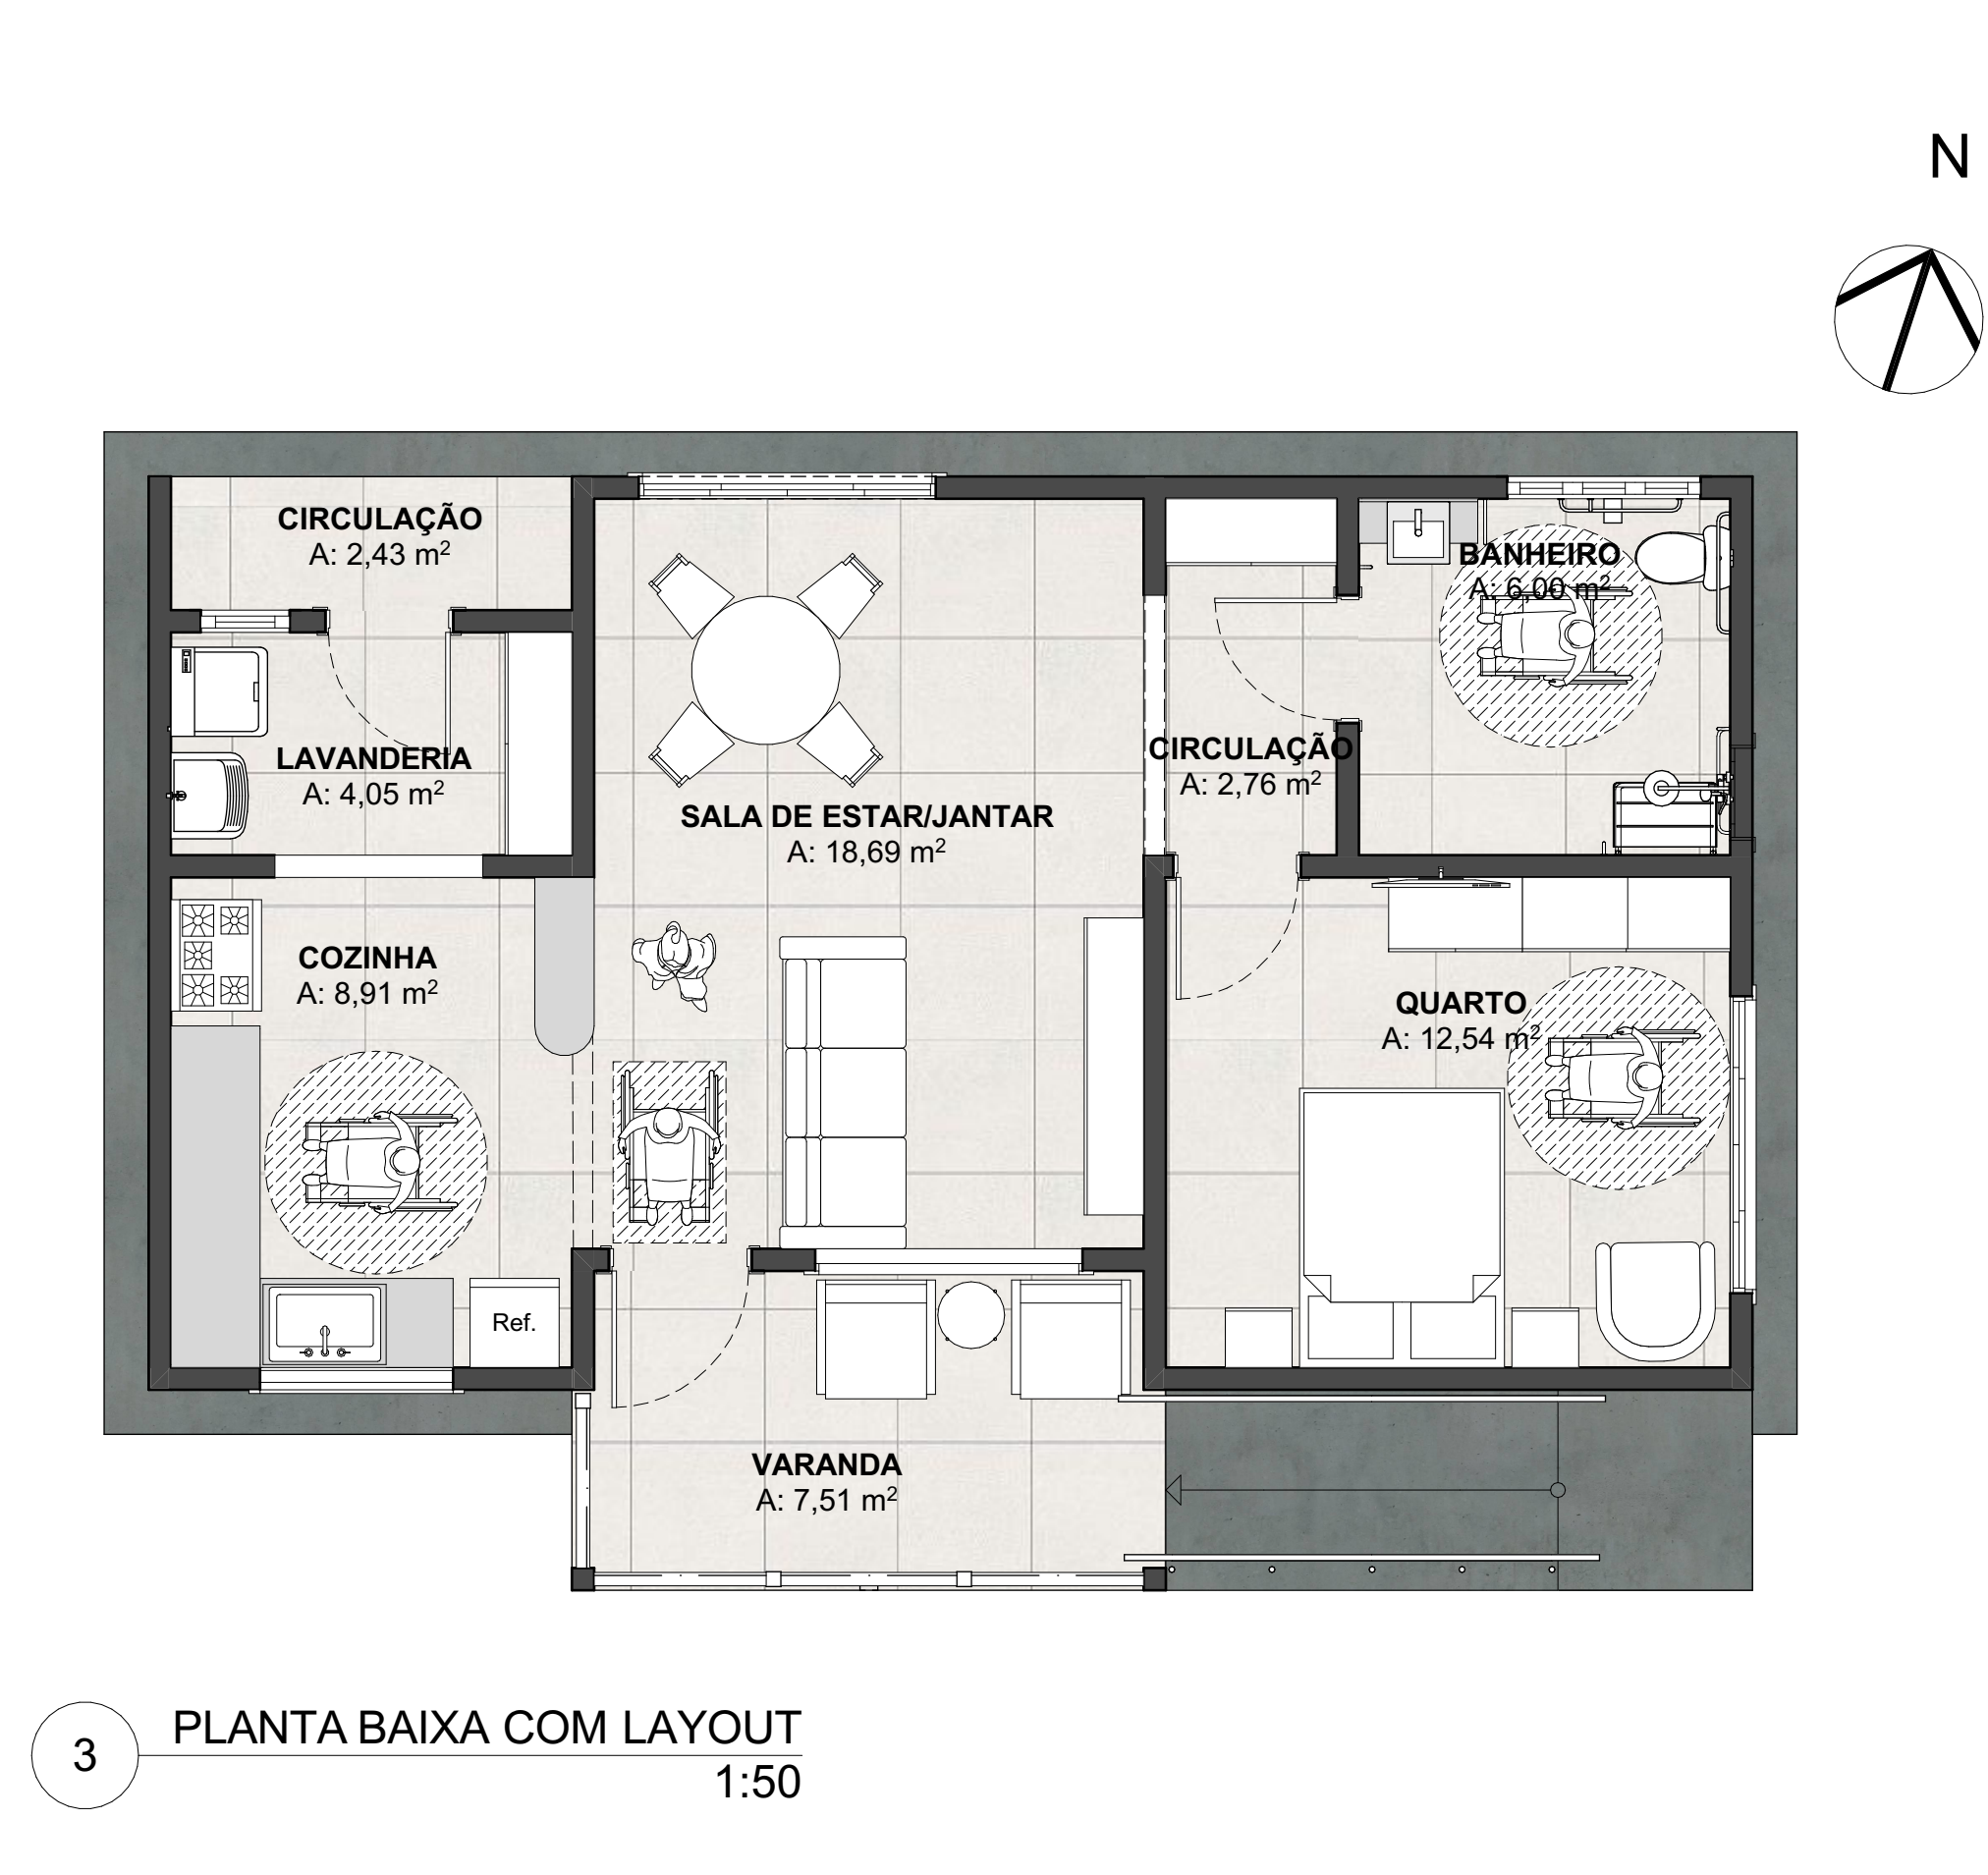 N
CIRCULAÇÃO
A: 2,43 m²
BANHEIRO
A: 6,00 m²
LAVANDERIA
A: 4,05 m²
CIRCULAÇÃO
A: 2,76 m²
SALA DE ESTAR/JANTAR
A: 18,69 m²
COZINHA
A: 8,91 m²
QUARTO
A: 12,54 m²
Ref.
VARANDA
A: 7,51 m²
3
PLANTA BAIXA COM LAYOUT
1:50